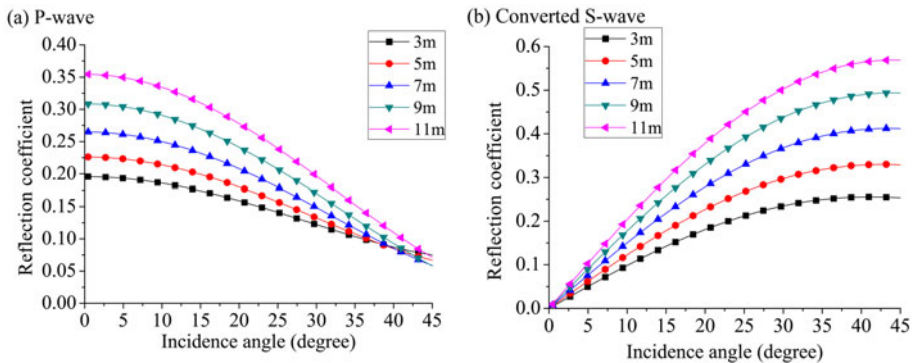 (a) P-wave
0.40
0.35
0.30
0.25
0.20
0.15
0.10
0.05
0.00
Reflection coefficient
0 5 10 15 20 25 30 35 40 45
Incidence angle (degree)
3m
5m
7m
9m
11m
(b) Converted S-wave
0.6
0.5
0.4
0.3
0.2
0.1
0.0
Reflection coefficient
0 5 10 15 20 25 30 35 40 45
Incidence angle (degree)
3m
5m
7m
9m
11m